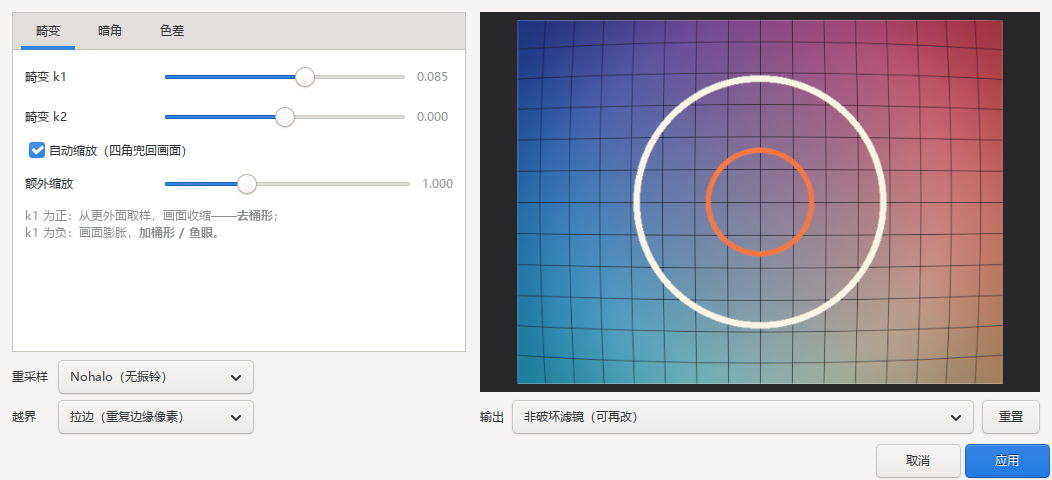 畸变 暗角 色差
畸变 k1 0.085
畸变 k2 0.000
自动缩放（四角兜回画面）
额外缩放 1.000
k1 为正：从更外面取样，画面收缩——去桶形；
k1 为负：画面膨胀，加桶形 / 鱼眼。
重采样 Nohalo（无振铃）
越界 拉边（重复边缘像素）
输出 非破坏滤镜（可再改） 重置
取消 应用